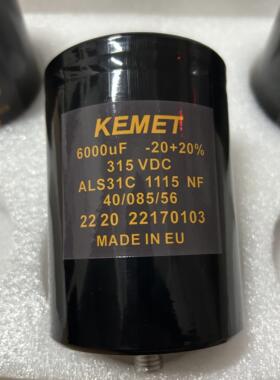 KEMET
6000uF -20+20%
315 VDC
ALS31C 1115 NF
40/085/56
22 20 22170103
MADE IN EU